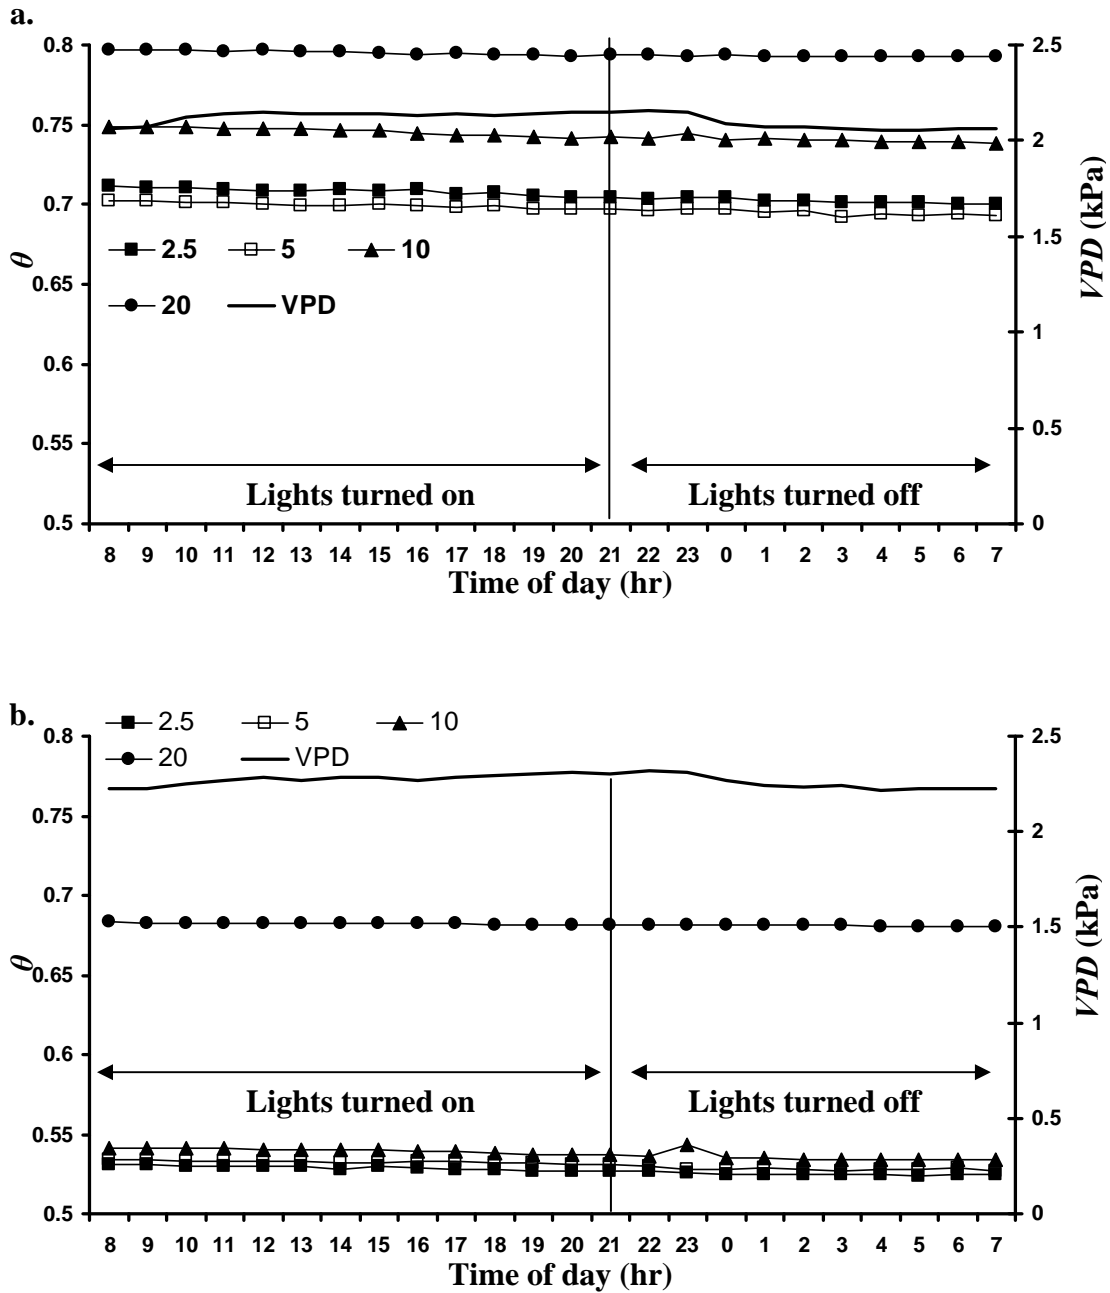 a.
0.8 2.5
0.75 2
0.7
2.5 5 10 1.5
θ 0.65 VPD (kPa)
20 VPD
0.6 1
0.55 0.5
Lights turned on Lights turned off
0.5 0
8 9 10 11 12 13 14 15 16 17 18 19 20 21 22 23 0 1 2 3 4 5 6 7
Time of day (hr)
b.
2.5 5 10
0.8 2.5
20 VPD
0.75 2
0.7
1.5
θ 0.65 VPD (kPa)
1
0.6
Lights turned on Lights turned off
0.55 0.5
0.5 0
8 9 10 11 12 13 14 15 16 17 18 19 20 21 22 23 0 1 2 3 4 5 6 7
Time of day (hr)